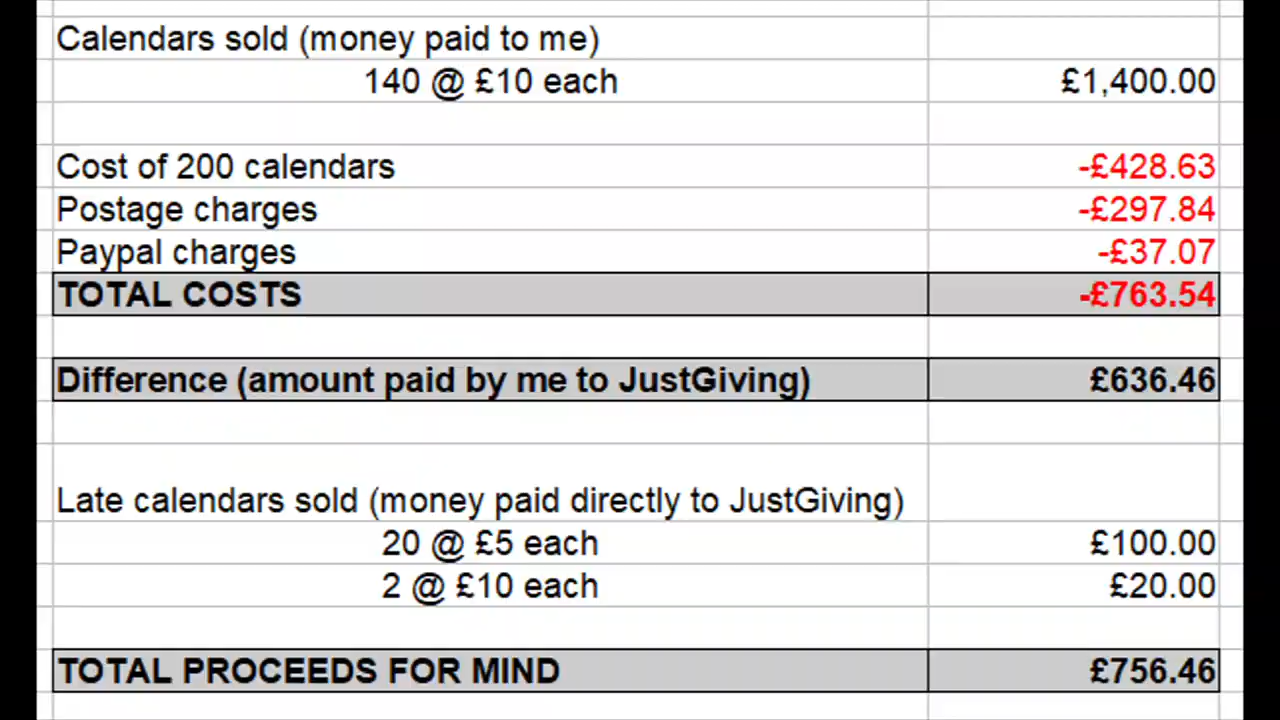 Calendars sold (money paid to me)
140 @ £10 each £1,400.00
Cost of 200 calendars -£428.63
Postage charges -£297.84
Paypal charges -£37.07
TOTAL COSTS -£763.54
Difference (amount paid by me to JustGiving) £636.46
Late calendars sold (money paid directly to JustGiving)
20 @ £5 each £100.00
2 @ £10 each £20.00
TOTAL PROCEEDS FOR MIND £756.46